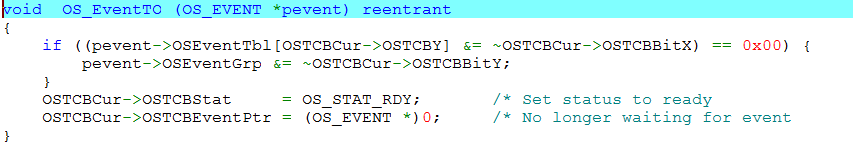 void  OS_EventTO (OS_EVENT *pevent) reentrant
{
    if ((pevent->OSEventTbl[OSTCBCur->OSTCBY] &= ~OSTCBCur->OSTCBBitX) == 0x00) {
        pevent->OSEventGrp &= ~OSTCBCur->OSTCBBitY;
    }
    OSTCBCur->OSTCBStat     = OS_STAT_RDY;       /* Set status to ready
    OSTCBCur->OSTCBEventPtr = (OS_EVENT *)0;     /* No longer waiting for event
}